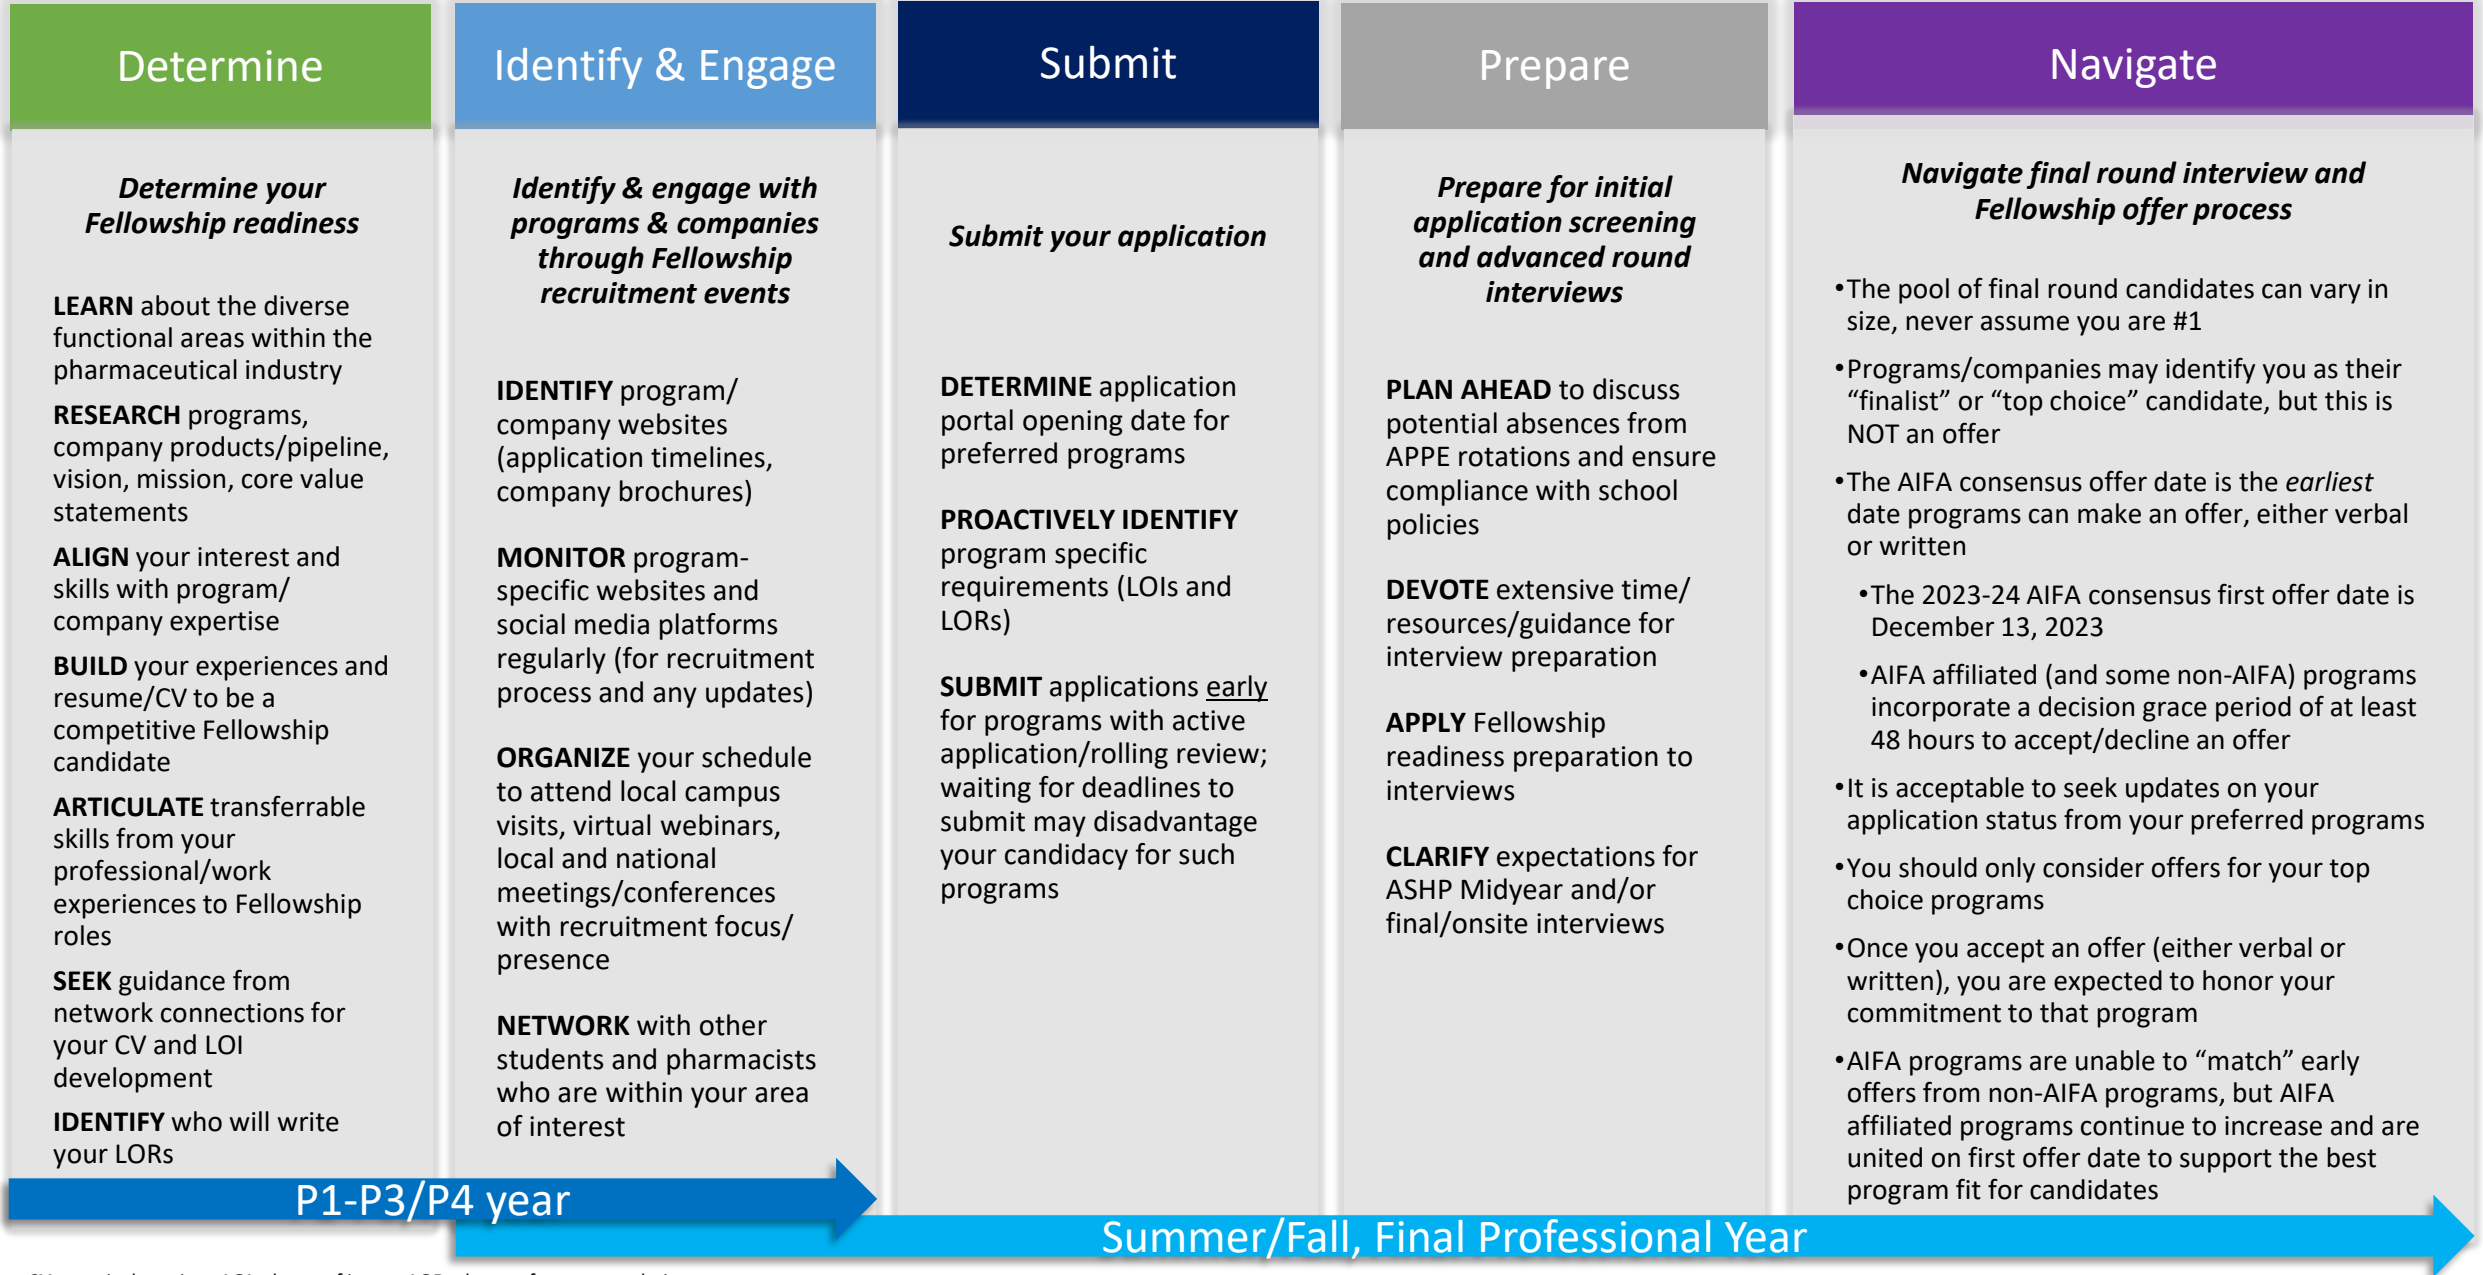 Determine
Determine your
Fellowship readiness
LEARN about the diverse
functional areas within the
pharmaceutical industry
RESEARCH programs,
company products/pipeline,
vision, mission, core value
statements
ALIGN your interest and
skills with program/
company expertise
BUILD your experiences and
resume/CV to be a
competitive Fellowship
candidate
ARTICULATE transferrable
skills from your
professional/work
experiences to Fellowship
roles
SEEK guidance from
network connections for
your CV and LOI
development
IDENTIFY who will write
your LORs
Identify & Engage
Identify & engage with
programs & companies
through Fellowship
recruitment events
IDENTIFY program/
company websites
(application timelines,
company brochures)
MONITOR program-
specific websites and
social media platforms
regularly (for recruitment
process and any updates)
ORGANIZE your schedule
to attend local campus
visits, virtual webinars,
local and national
meetings/conferences
with recruitment focus/
presence
NETWORK with other
students and pharmacists
who are within your area
of interest
Submit
Submit your application
DETERMINE application
portal opening date for
preferred programs
PROACTIVELY IDENTIFY
program specific
requirements (LOIs and
LORs)
SUBMIT applications early
for programs with active
application/rolling review;
waiting for deadlines to
submit may disadvantage
your candidacy for such
programs
Prepare
Prepare for initial
application screening
and advanced round
interviews
PLAN AHEAD to discuss
potential absences from
APPE rotations and ensure
compliance with school
policies
DEVOTE extensive time/
resources/guidance for
interview preparation
APPLY Fellowship
readiness preparation to
interviews
CLARIFY expectations for
ASHP Midyear and/or
final/onsite interviews
Navigate
Navigate final round interview and
Fellowship offer process
•The pool of final round candidates can vary in
size, never assume you are #1
•Programs/companies may identify you as their
“finalist” or “top choice” candidate, but this is
NOT an offer
•The AIFA consensus offer date is the earliest
date programs can make an offer, either verbal
or written
•The 2023-24 AIFA consensus first offer date is
December 13, 2023
•AIFA affiliated (and some non-AIFA) programs
incorporate a decision grace period of at least
48 hours to accept/decline an offer
•It is acceptable to seek updates on your
application status from your preferred programs
•You should only consider offers for your top
choice programs
•Once you accept an offer (either verbal or
written), you are expected to honor your
commitment to that program
•AIFA programs are unable to “match” early
offers from non-AIFA programs, but AIFA
affiliated programs continue to increase and are
united on first offer date to support the best
program fit for candidates
P1-P3/P4 year
Summer/Fall, Final Professional Year